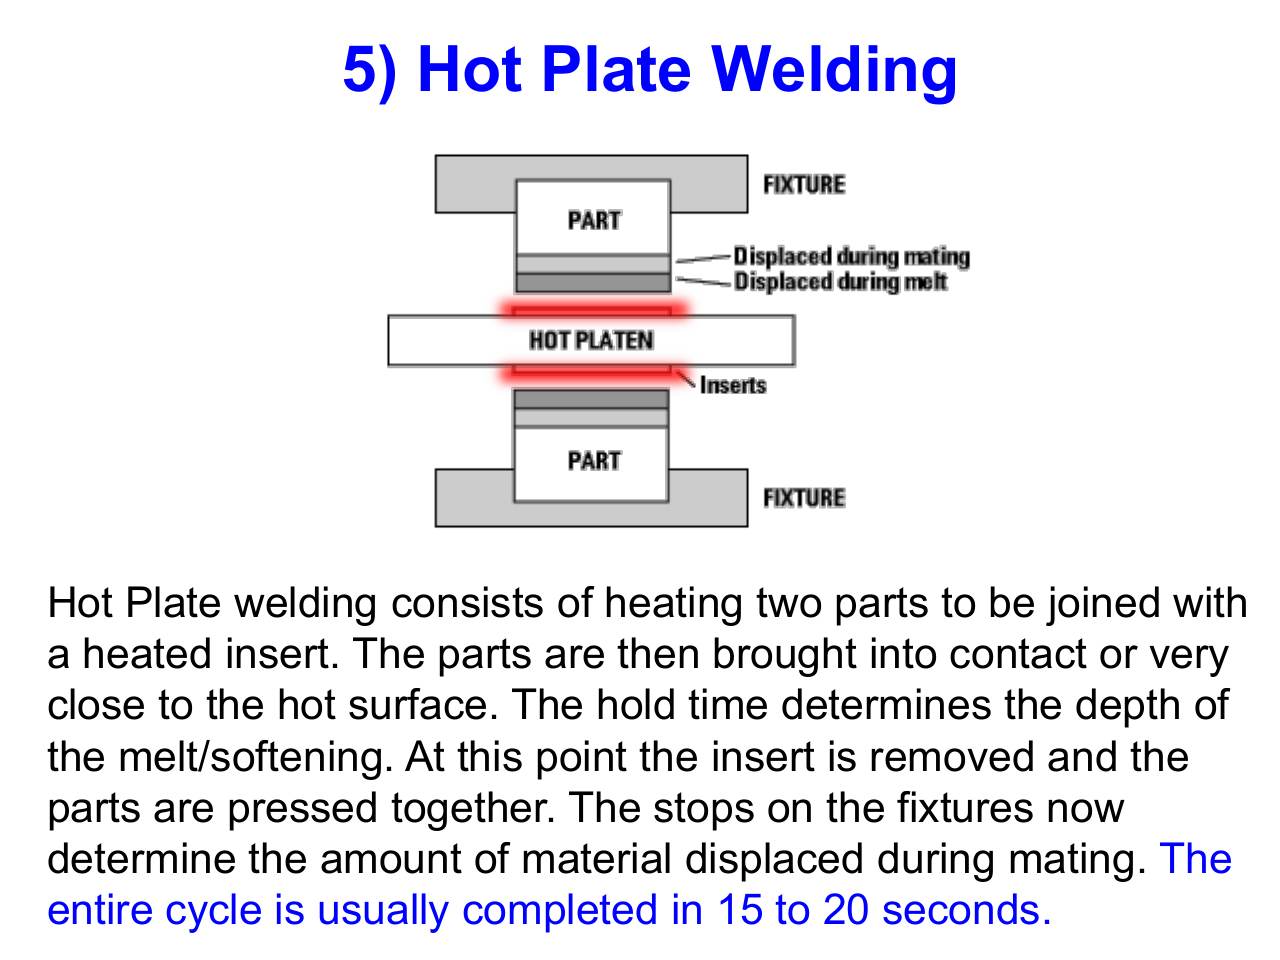 5) Hot Plate Welding
FIXTURE
PART
Displaced during mating
Displaced during melt
HOT PLATEN
Inserts
PART
FIXTURE
Hot Plate welding consists of heating two parts to be joined with
a heated insert. The parts are then brought into contact or very
close to the hot surface. The hold time determines the depth of
the melt/softening. At this point the insert is removed and the
parts are pressed together. The stops on the fixtures now
determine the amount of material displaced during mating. The
entire cycle is usually completed in 15 to 20 seconds.